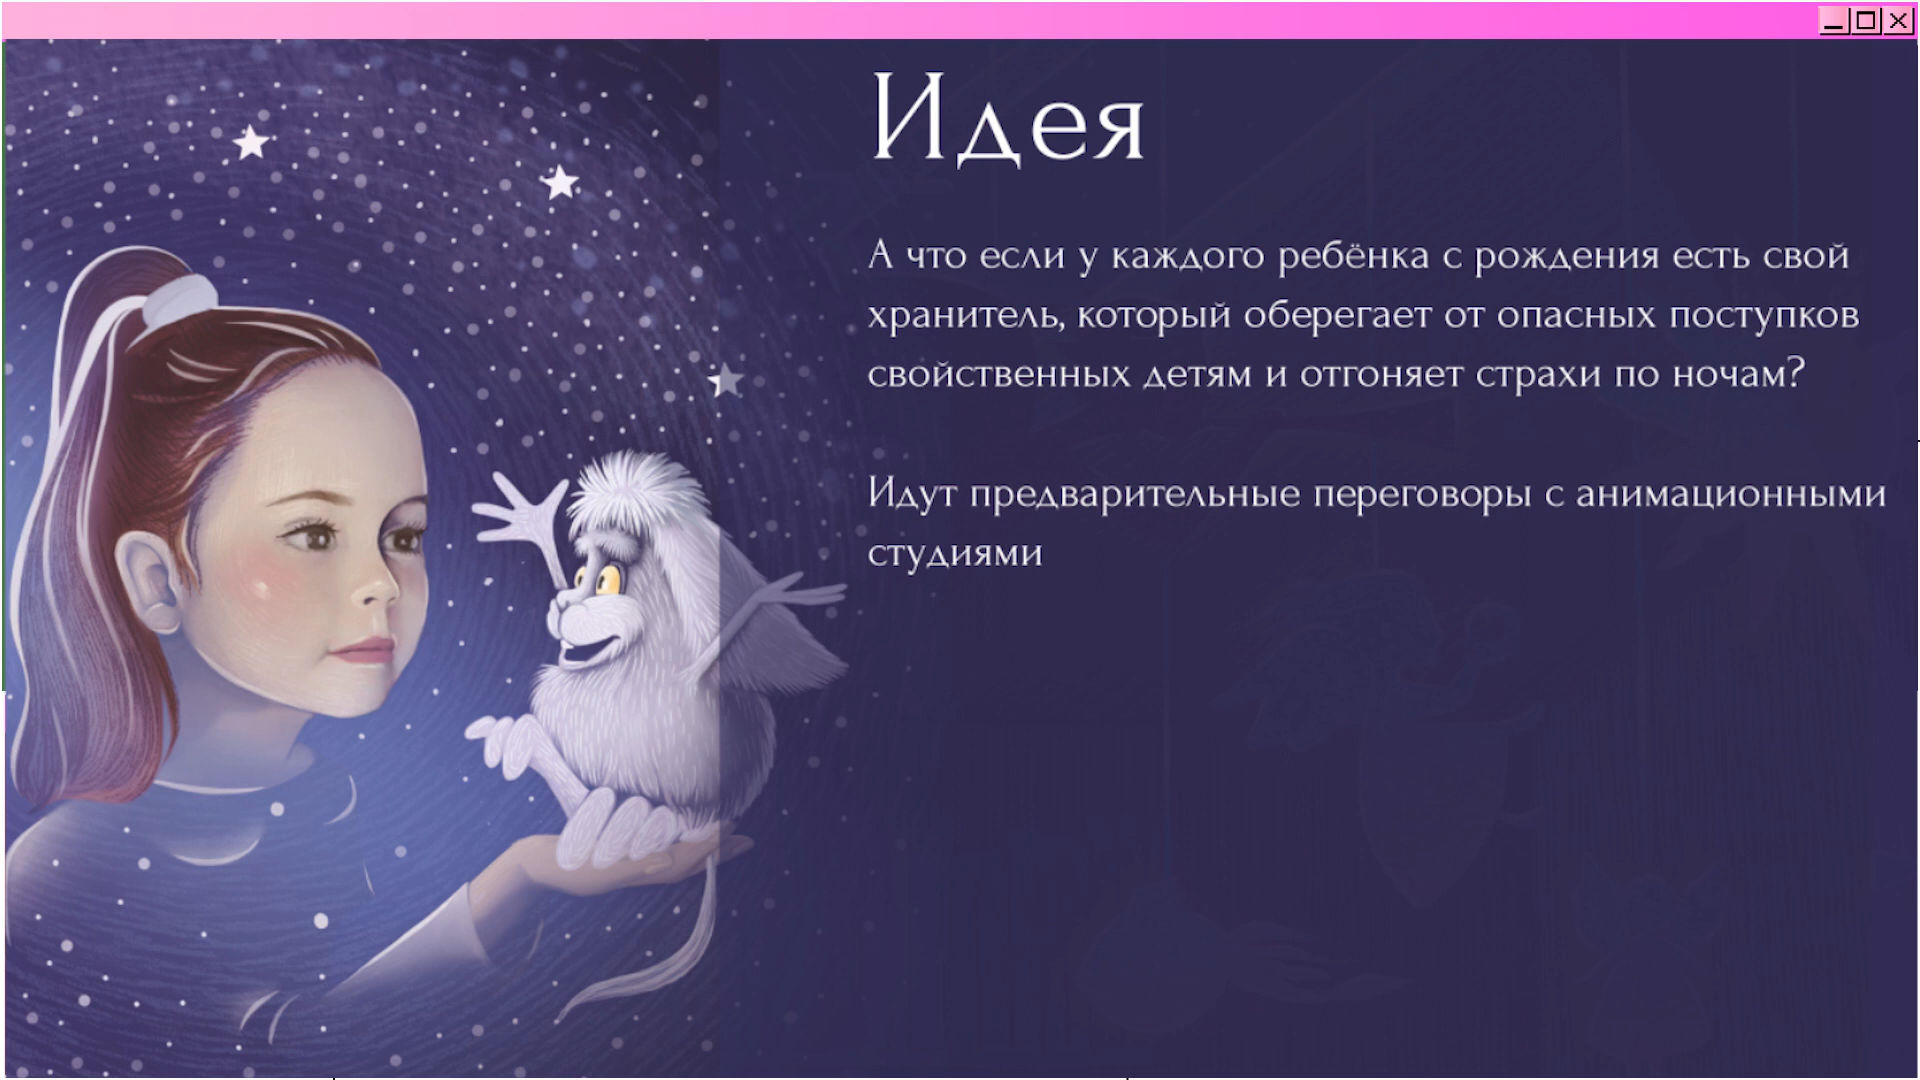 Идея
А что если у каждого ребёнка с рождения есть свой
хранитель, который оберегает от опасных поступков
свойственных детям и отгоняет страхи по ночам?
Идут предварительные переговоры с анимационными
студиями